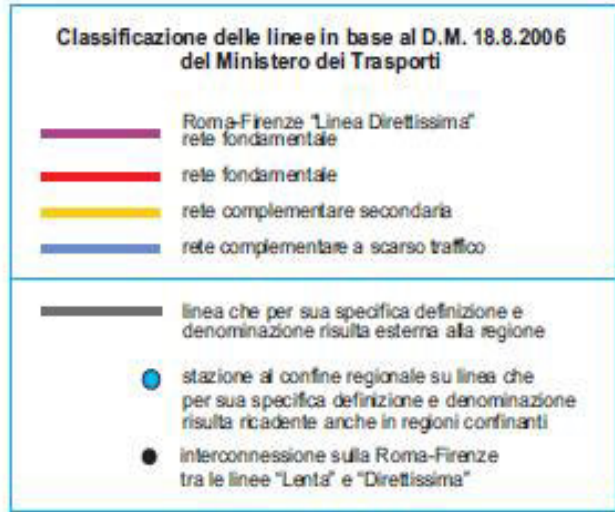 Classificazione delle linee in base al D.M. 18.8.2006
del Ministero dei Trasporti
Roma-Firenze "Linea Direttissima"
rete fondamentale
rete fondamentale
rete complementare secondaria
rete complementare a scarso traffico
linea che per sua specifica definizione e
denominazione risulta esterna alla regione
stazione al confine regionale su linea che
per sua specifica definizione e denominazione
risulta ricadente anche in regioni confinanti
interconnessione sulla Roma-Firenze
tra le linee "Lenta" e "Direttissima"